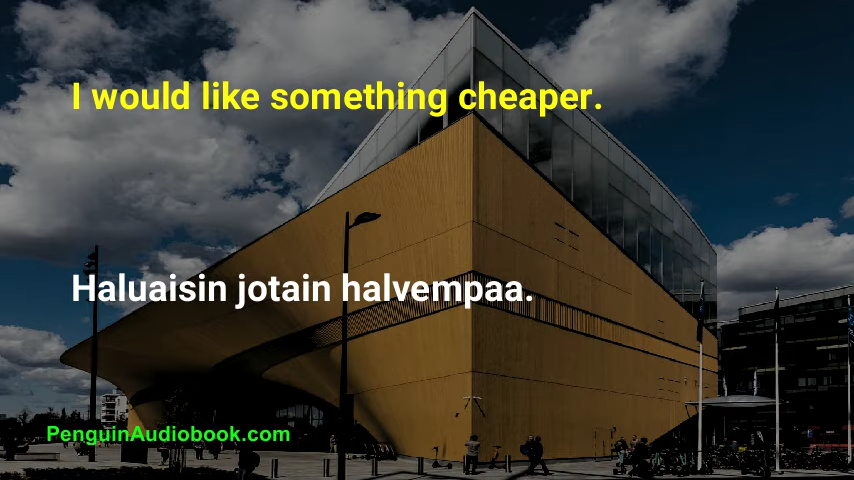 I would like something cheaper.
Haluaisin jotain halvempaa.
PenguinAudiobook.com